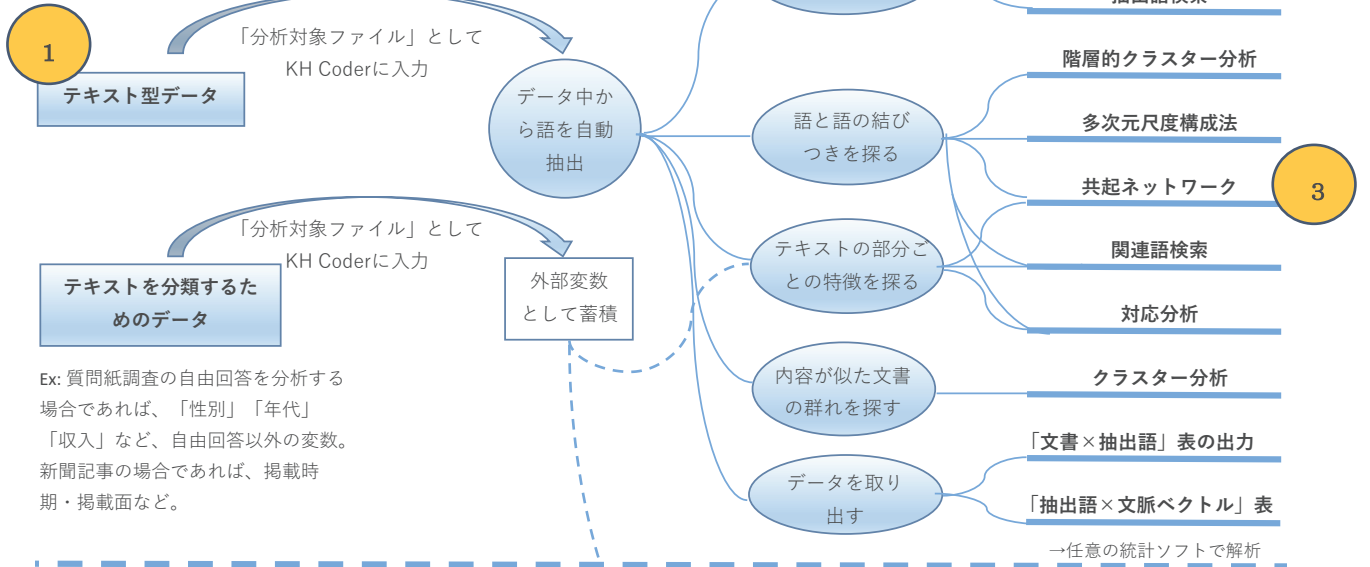 抽出語検索
1
「分析対象ファイル」として
KH Coderに入力
テキスト型データ
データ中か
ら語を自動
抽出
語と語の結び
つきを探る
階層的クラスター分析
多次元尺度構成法
共起ネットワーク
3
関連語検索
対応分析
「分析対象ファイル」として
KH Coderに入力
テキストを分類するた
めのデータ
外部変数
として蓄積
テキストの部分ご
との特徴を探る
Ex: 質問紙調査の自由回答を分析する
場合であれば、「性別」「年代」
「収入」など、自由回答以外の変数。
新聞記事の場合であれば、掲載時
期・掲載面など。
内容が似た文書
の群れを探す
クラスター分析
データを取り
出す
「文書×抽出語」表の出力
「抽出語×文脈ベクトル」表
→任意の統計ソフトで解析